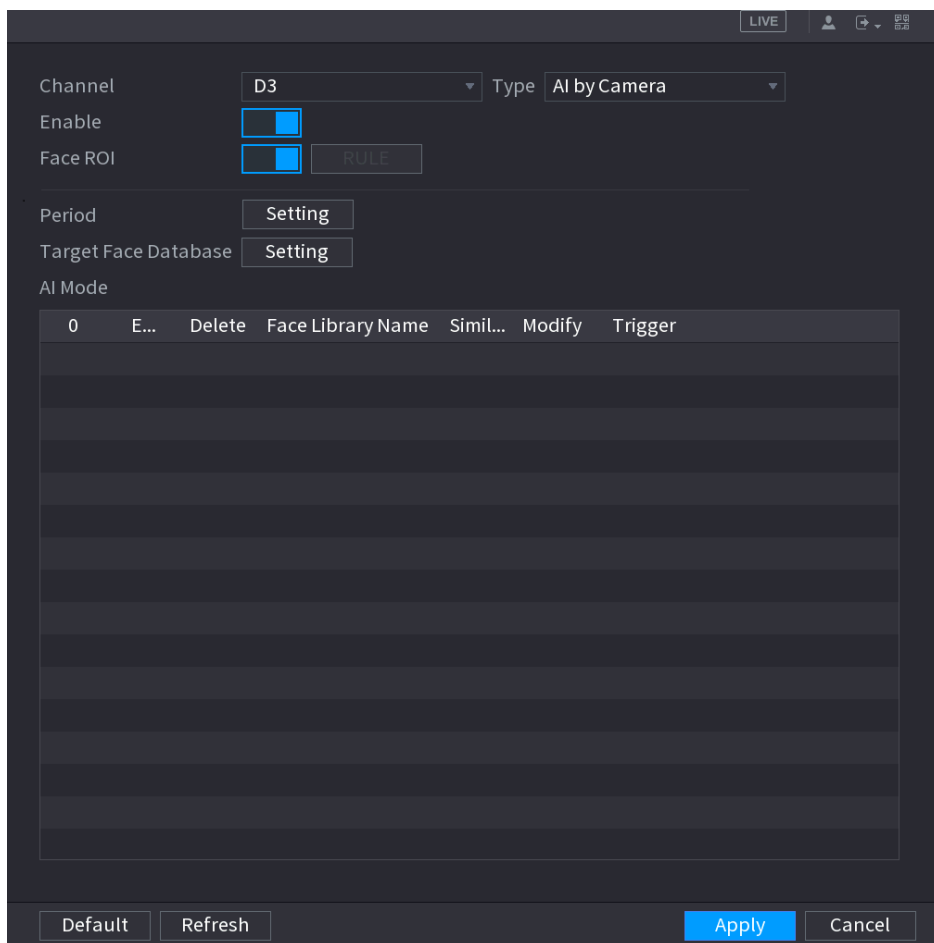 LIVE
Channel D3 Type AI by Camera
Enable
Face ROI RULE
Period Setting
Target Face Database Setting
AI Mode
0 E... Delete Face Library Name Simil... Modify Trigger
Default Refresh Apply Cancel